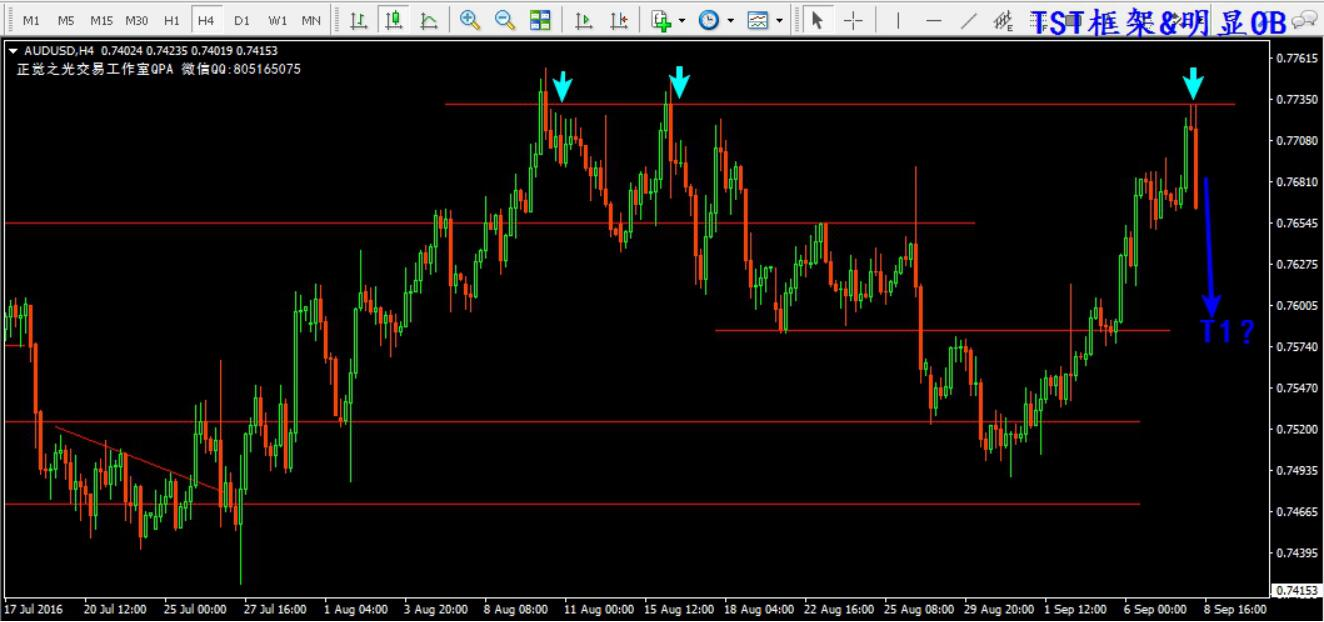 M1 M5 M15 M30 H1 H4 D1 W1 MN
TST框架&明显OB
AUDUSD,H4 0.74024 0.74235 0.74019 0.74153
正觉之光交易工作室QPA 微信QQ:805165075
0.77615
0.77350
0.77080
0.76810
0.76545
0.76275
0.76005
T1?
0.75740
0.75470
0.75200
0.74935
0.74665
0.74395
0.74153
17 Jul 2016 20 Jul 12:00 25 Jul 00:00 27 Jul 16:00 1 Aug 04:00 3 Aug 20:00 8 Aug 08:00 11 Aug 00:00 15 Aug 12:00 18 Aug 04:00 22 Aug 16:00 25 Aug 08:00 29 Aug 20:00 1 Sep 12:00 6 Sep 00:00 8 Sep 16:00